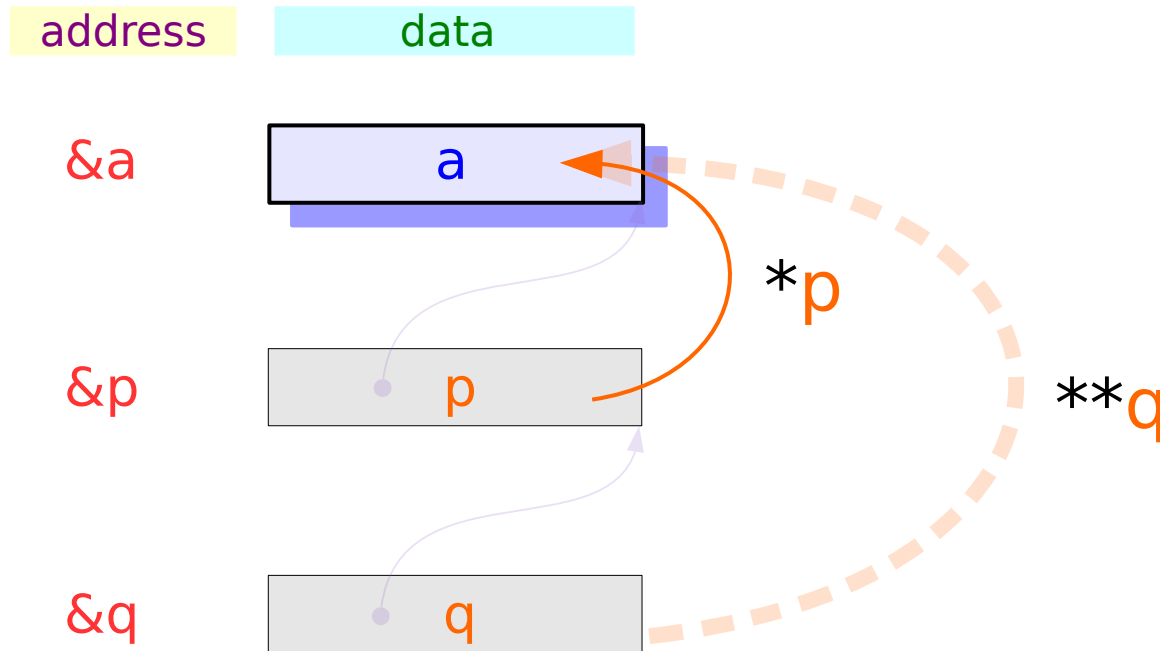 address data
&a a
*p
&p p
**q
&q q